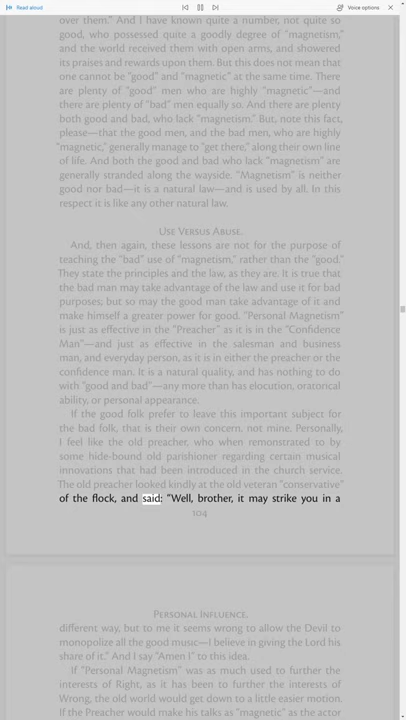 Read aloud
Voice options
over them." And I have known quite a number, not quite so
good, who possessed quite a goodly degree of "magnetism,"
and the world received them with open arms, and showered
its praises and rewards upon them. But this does not mean that
one cannot be "good" and "magnetic" at the same time. There
are plenty of "good" men who are highly "magnetic"—and
there are plenty of "bad" men equally so. And there are plenty
both good and bad, who lack "magnetism." But, note this fact,
please—that the good men, and the bad men, who are highly
"magnetic," generally manage to "get there," along their own line
of life. And both the good and bad who lack "magnetism" are
generally stranded along the wayside. "Magnetism" is neither
good nor bad—it is a natural law—and is used by all. In this
respect it is like any other natural law.
Use Versus Abuse.
And, then again, these lessons are not for the purpose of
teaching the "bad" use of "magnetism," rather than the "good."
They state the principles and the law, as they are. It is true that
the bad man may take advantage of the law and use it for bad
purposes; but so may the good man take advantage of it and
make himself a greater power for good. "Personal Magnetism"
is just as effective in the "Preacher" as it is in the "Confidence
Man"—and just as effective in the salesman and business
man, and everyday person, as it is in either the preacher or the
confidence man. It is a natural quality, and has nothing to do
with "good and bad"—any more than has elocution, oratorical
ability, or personal appearance.
If the good folk prefer to leave this important subject for
the bad folk, that is their own concern, not mine. Personally,
I feel like the old preacher, who when remonstrated to by
some hide-bound old parishioner regarding certain musical
innovations that had been introduced in the church service.
The old preacher looked kindly at the old veteran "conservative"
of the flock, and said: "Well, brother, it may strike you in a
104
Personal Influence.
different way, but to me it seems wrong to allow the Devil to
monopolize all the good music—I believe in giving the Lord his
share of it." And I say "Amen I" to this idea.
If "Personal Magnetism" was as much used to further the
interests of Right, as it has been to further the interests of
Wrong, the old world would get down to a little easier motion.
If the Preacher would make his talks as "magnetic" as the actor